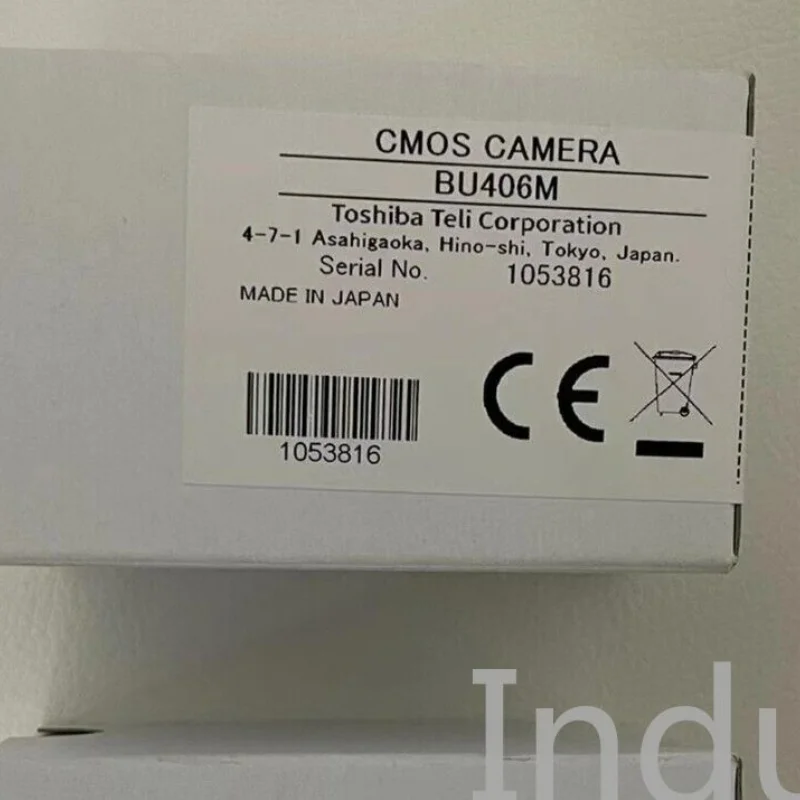 CMOS CAMERA
BU406M
Toshiba Teli Corporation
4-7-1 Asahigaoka, Hino-shi, Tokyo, Japan.
Serial No. 1053816
MADE IN JAPAN
CE
1053816
Indu